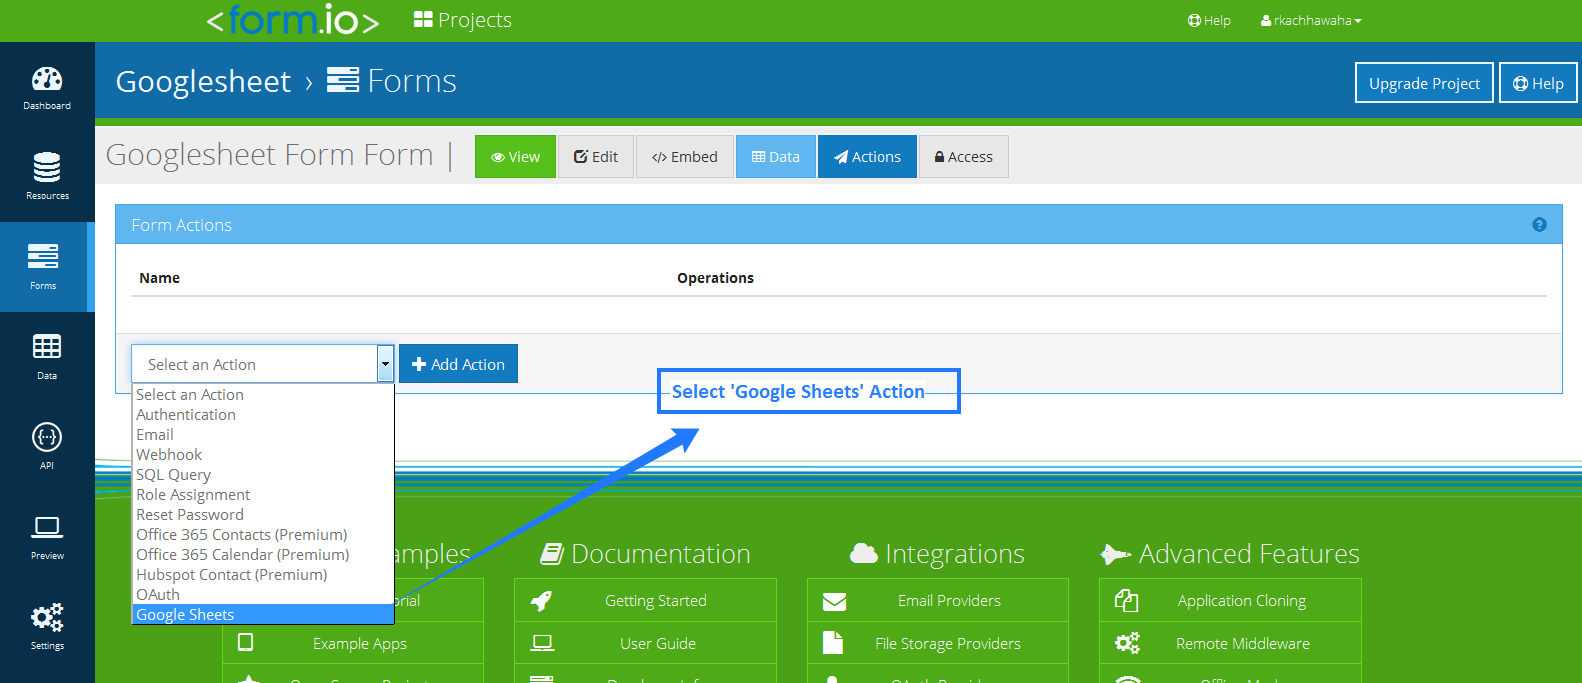 <form.io>
Projects
Help
rkachhawaha
Dashboard
Googlesheet › Forms
Upgrade Project
Help
Resources
Googlesheet Form Form |
View
Edit
</> Embed
Data
Actions
Access
Forms
Form Actions
?
Name
Operations
Data
Select an Action
Add Action
Select 'Google Sheets' Action
Select an Action
Authentication
Email
Webhook
SQL Query
Role Assignment
Reset Password
Office 365 Contacts (Premium)
Office 365 Calendar (Premium)
Hubspot Contact (Premium)
OAuth
Google Sheets
API
Preview
Settings
Documentation
Integrations
Advanced Features
Getting Started
Email Providers
Application Cloning
Example Apps
User Guide
File Storage Providers
Remote Middleware